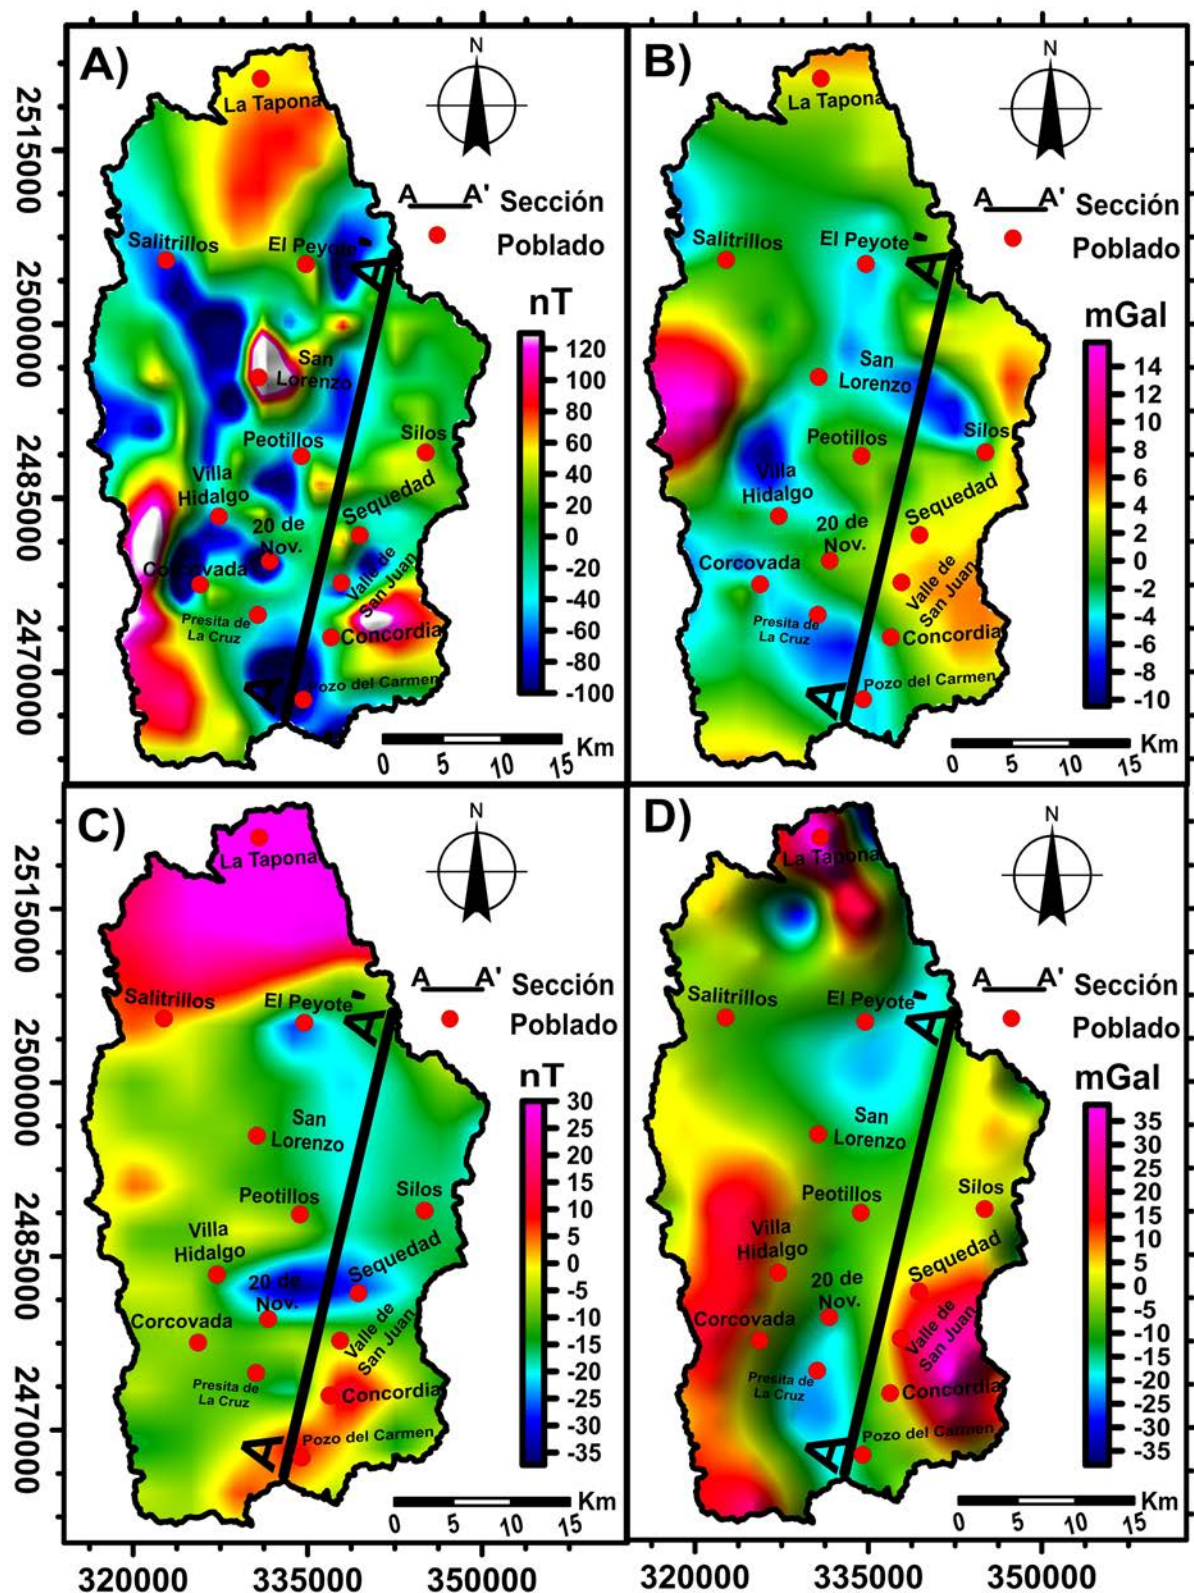 A)
N
La Tapona
A A' Sección
Poblado
Salitrillos
El Peyote
A'
nT
120
100
80
60
40
20
0
-20
-40
-60
-80
-100
San
Lorenzo
Peotillos
Silos
Villa
Hidalgo
Sequedad
20 de
Nov.
Corcovada
Valle de
San Juan
Presita de
La Cruz
Concordia
A
Pozo del Carmen
Km
0 5 10 15
2515000
2500000
2485000
2470000
B)
N
La Tapona
A A' Sección
Poblado
Salitrillos
El Peyote
A'
mGal
14
12
10
8
6
4
2
0
-2
-4
-6
-8
-10
San
Lorenzo
Peotillos
Silos
Villa
Hidalgo
Sequedad
20 de
Nov.
Corcovada
Valle de
San Juan
Presita de
La Cruz
Concordia
A
Pozo del Carmen
Km
0 5 10 15
C)
N
La Tapona
A A' Sección
Poblado
Salitrillos
El Peyote
A'
nT
30
25
20
15
10
5
0
-5
-10
-15
-20
-25
-30
-35
San
Lorenzo
Peotillos
Silos
Villa
Hidalgo
Sequedad
20 de
Nov.
Corcovada
Valle de
San Juan
Presita de
La Cruz
Concordia
A
Pozo del Carmen
Km
0 5 10 15
2515000
2500000
2485000
2470000
320000 335000 350000
D)
N
La Tapona
A A' Sección
Poblado
Salitrillos
El Peyote
A'
mGal
35
30
25
20
15
10
5
0
-5
-10
-15
-20
-25
-30
-35
San
Lorenzo
Peotillos
Silos
Villa
Hidalgo
Sequedad
20 de
Nov.
Corcovada
Valle de
San Juan
Presita de
La Cruz
Concordia
A
Pozo del Carmen
Km
0 5 10 15
320000 335000 350000